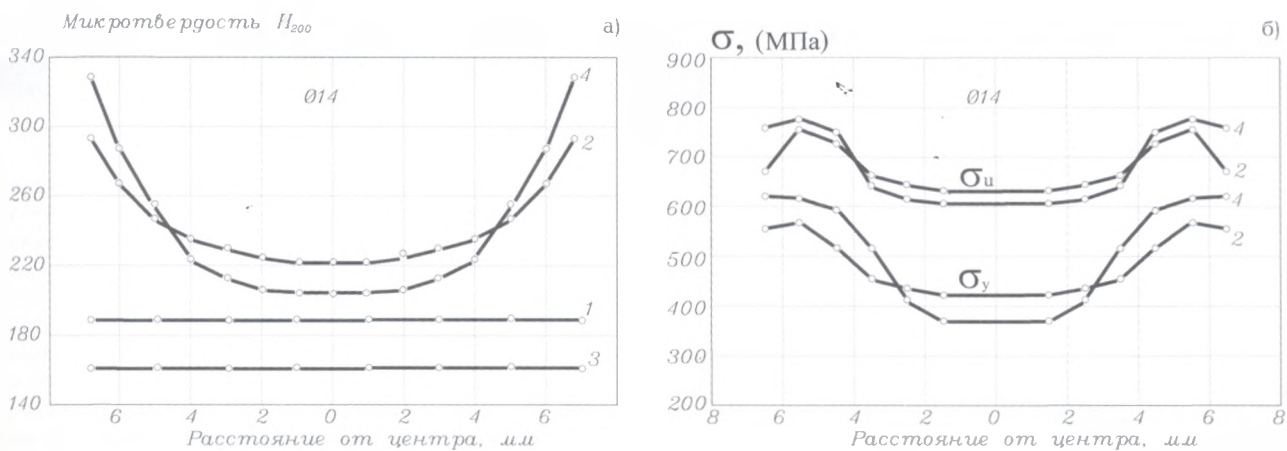 Микротвердость H₂₀₀
а)
340
300
260
220
180
140
Ø14
4
2
1
3
6 4 2 0 2 4 6
Расстояние от центра, мм
σ, (МПа)
б)
900
800
700
600
500
400
300
200
Ø14
σu
σy
4
2
4
2
8 6 4 2 0 2 4 6 8
Расстояние от центра, мм